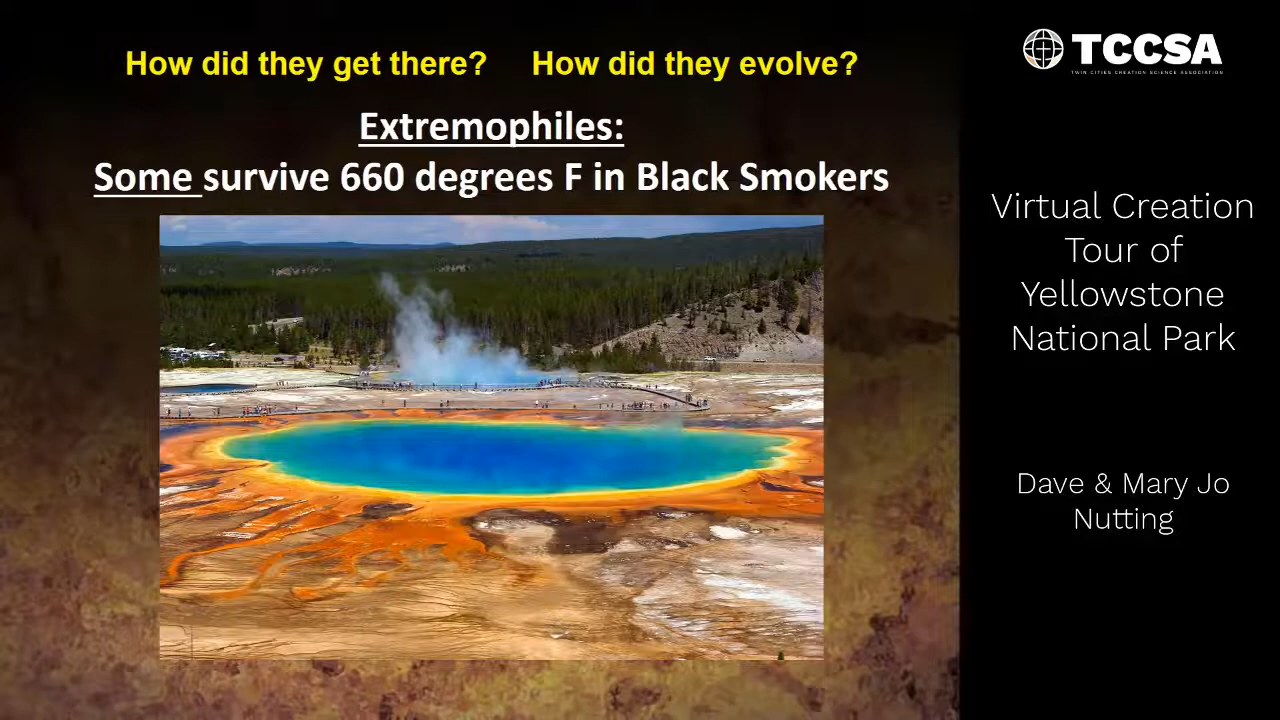 How did they get there? How did they evolve?
Extremophiles:
Some survive 660 degrees F in Black Smokers
TCCSA
TWIN CITIES CREATION SCIENCE ASSOCIATION
Virtual Creation
Tour of
Yellowstone
National Park
Dave & Mary Jo
Nutting